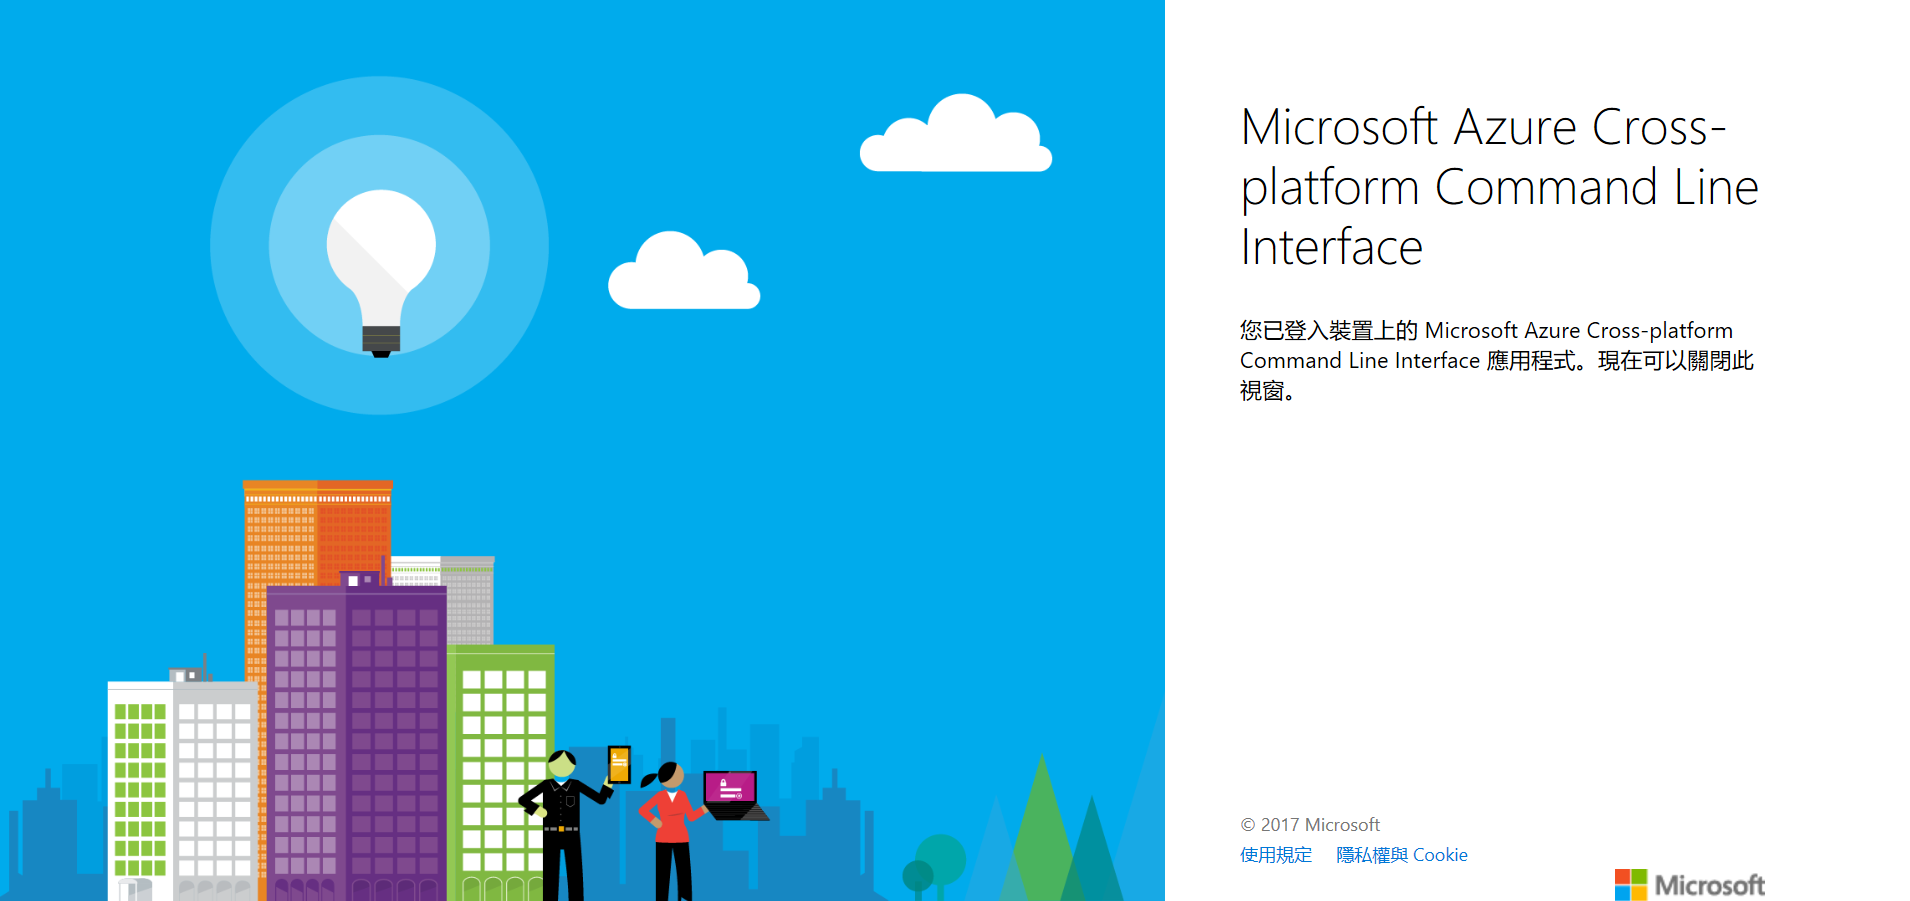 Microsoft Azure Cross-
platform Command Line
Interface
您已登入裝置上的 Microsoft Azure Cross-platform
Command Line Interface 應用程式。現在可以關閉此
視窗。
© 2017 Microsoft
使用規定 隱私權與 Cookie
Microsoft